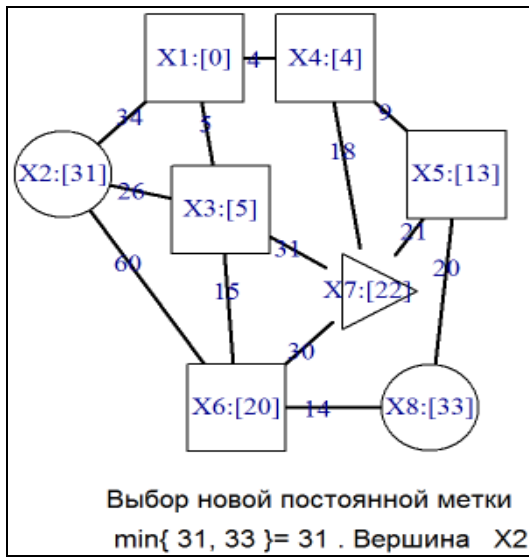 X1:[0] 4 X4:[4]
34 5 18 9
X2:[31] 26 X3:[5] X5:[13]
31 21
60 15 X7:[22] 20
30
X6:[20] 14 X8:[33]
Выбор новой постоянной метки
min{ 31, 33 }= 31 . Вершина X2